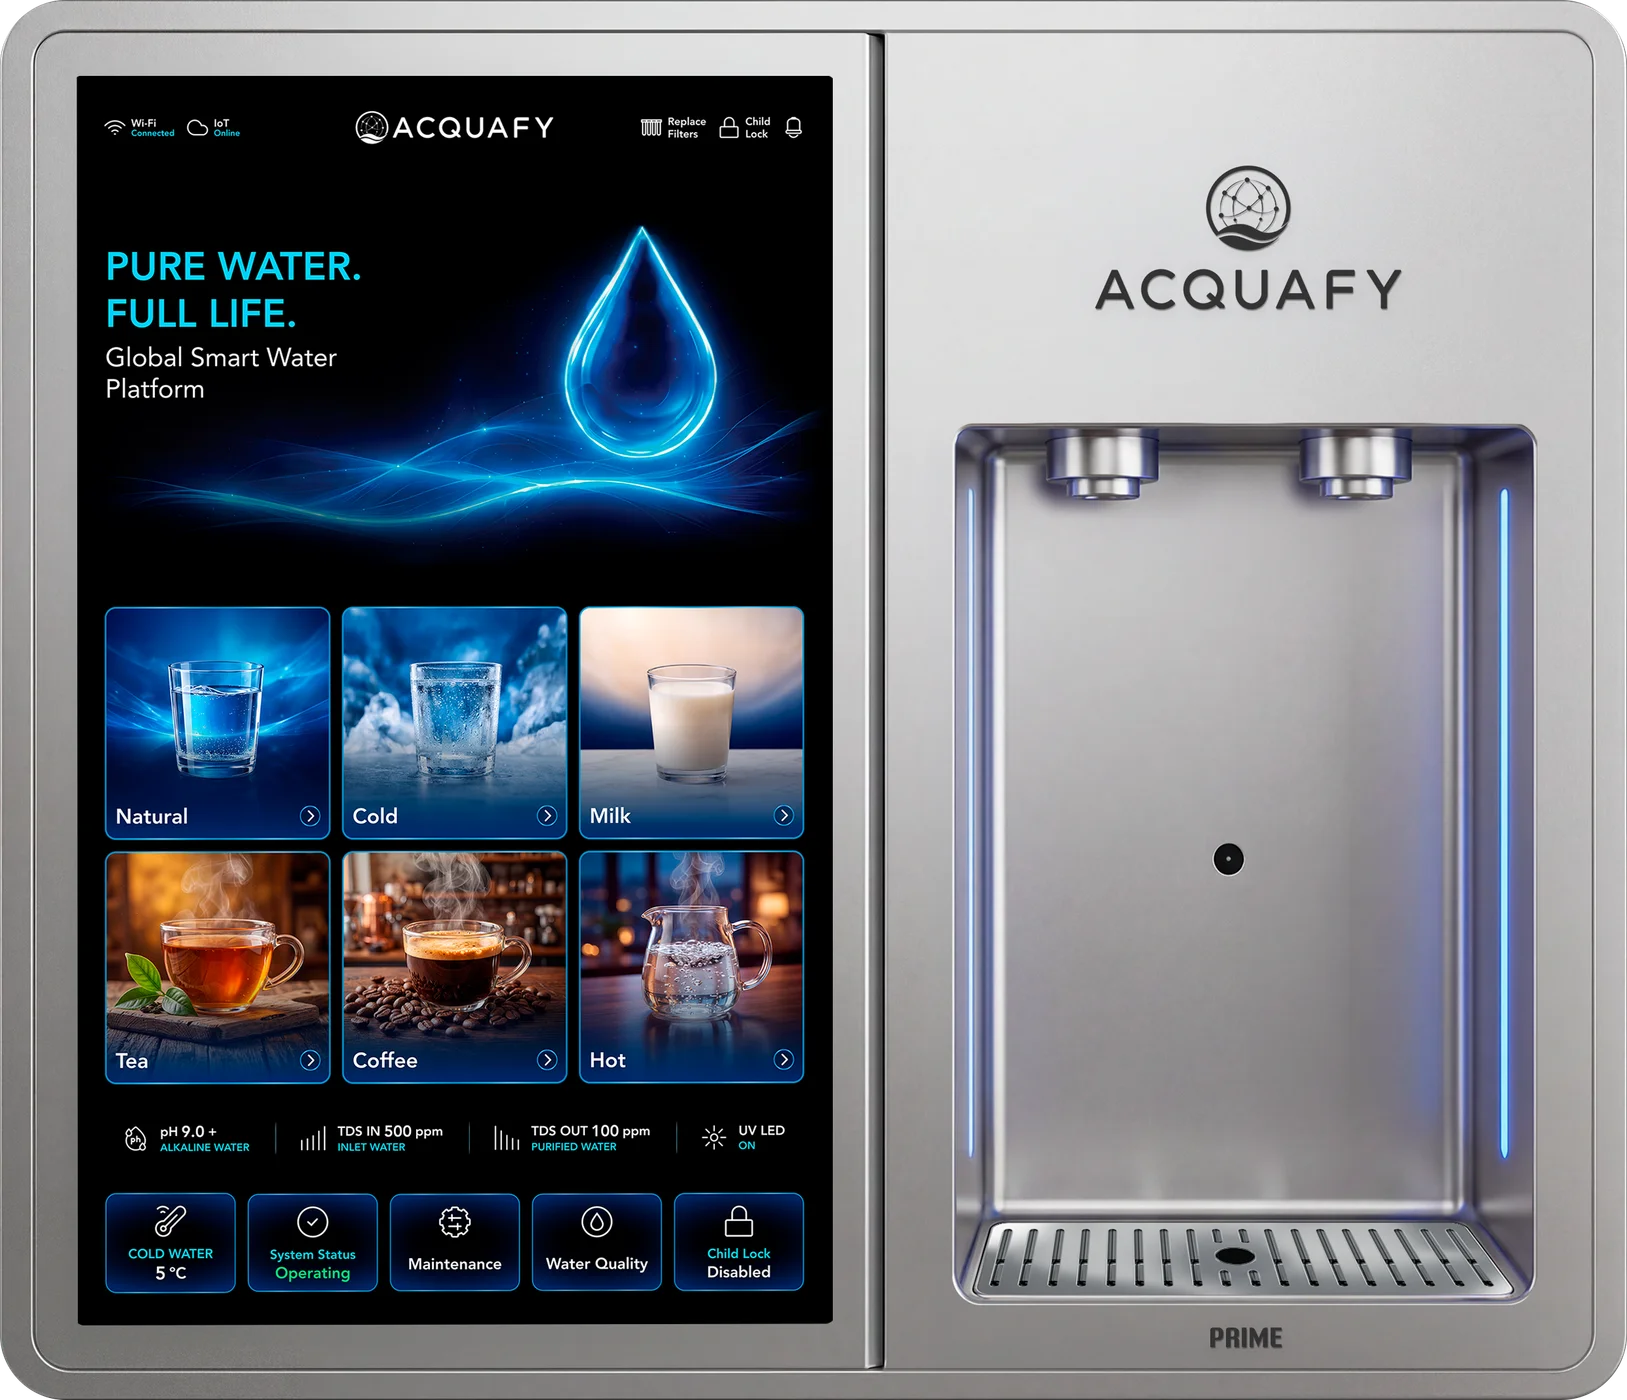 Wi-Fi
Connected
IoT
Online
ACQUAFY
Replace
Filters
Child
Lock
PURE WATER.
FULL LIFE.
Global Smart Water
Platform
Natural
Cold
Milk
Tea
Coffee
Hot
ph
pH 9.0 +
ALKALINE WATER
TDS IN 500 ppm
INLET WATER
TDS OUT 100 ppm
PURIFIED WATER
UV LED
ON
COLD WATER
5 °C
System Status
Operating
Maintenance
Water Quality
Child Lock
Disabled
ACQUAFY
PRIME